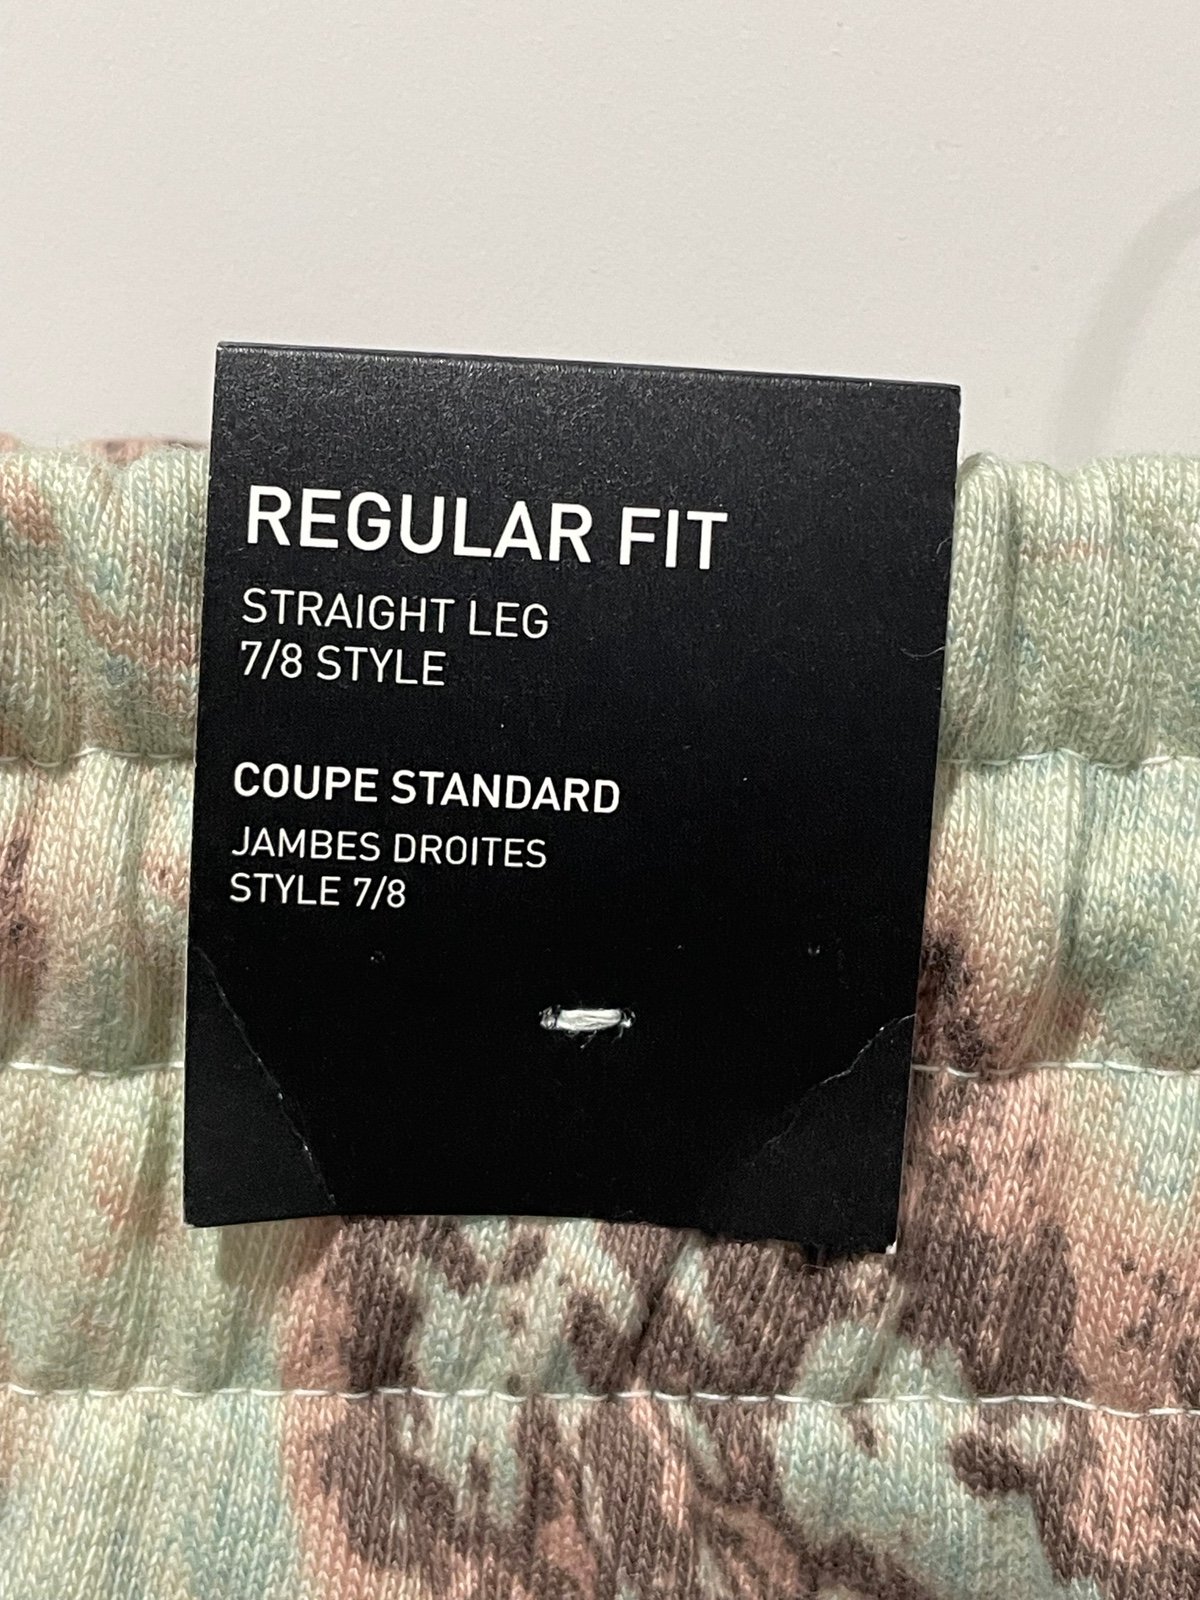 REGULAR FIT
STRAIGHT LEG
7/8 STYLE
COUPE STANDARD
JAMBES DROITES
STYLE 7/8